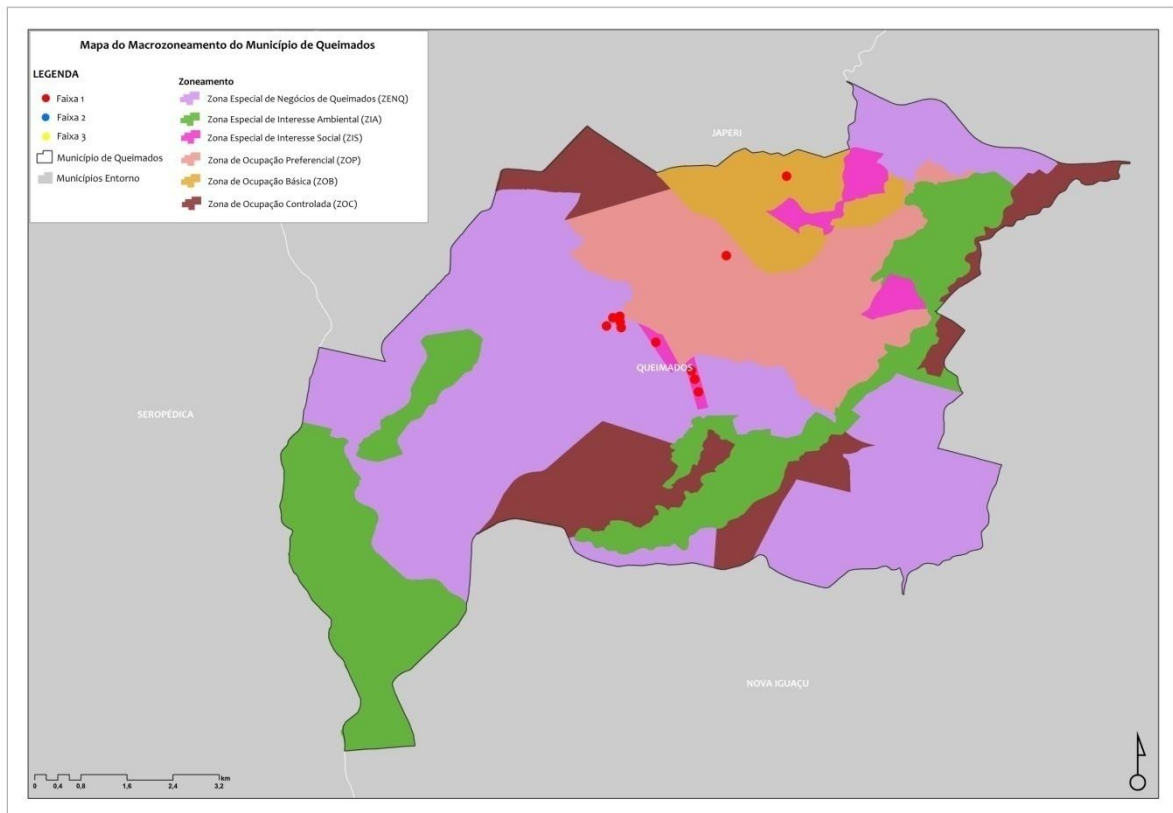 Mapa do Macrozoneamento do Município de Queimados
LEGENDA
Faixa 1
Faixa 2
Faixa 3
Município de Queimados
Municípios Entorno
Zoneamento
Zona Especial de Negócios de Queimados (ZENQ)
Zona Especial de Interesse Ambiental (ZIA)
Zona Especial de Interesse Social (ZIS)
Zona de Ocupação Preferencial (ZOP)
Zona de Ocupação Básica (ZOB)
Zona de Ocupação Controlada (ZOC)
JAPERI
QUEIMADOS
SEROPÉDICA
NOVA IGUAÇU
km
0 0,4 0,8 1,6 2,4 3,2